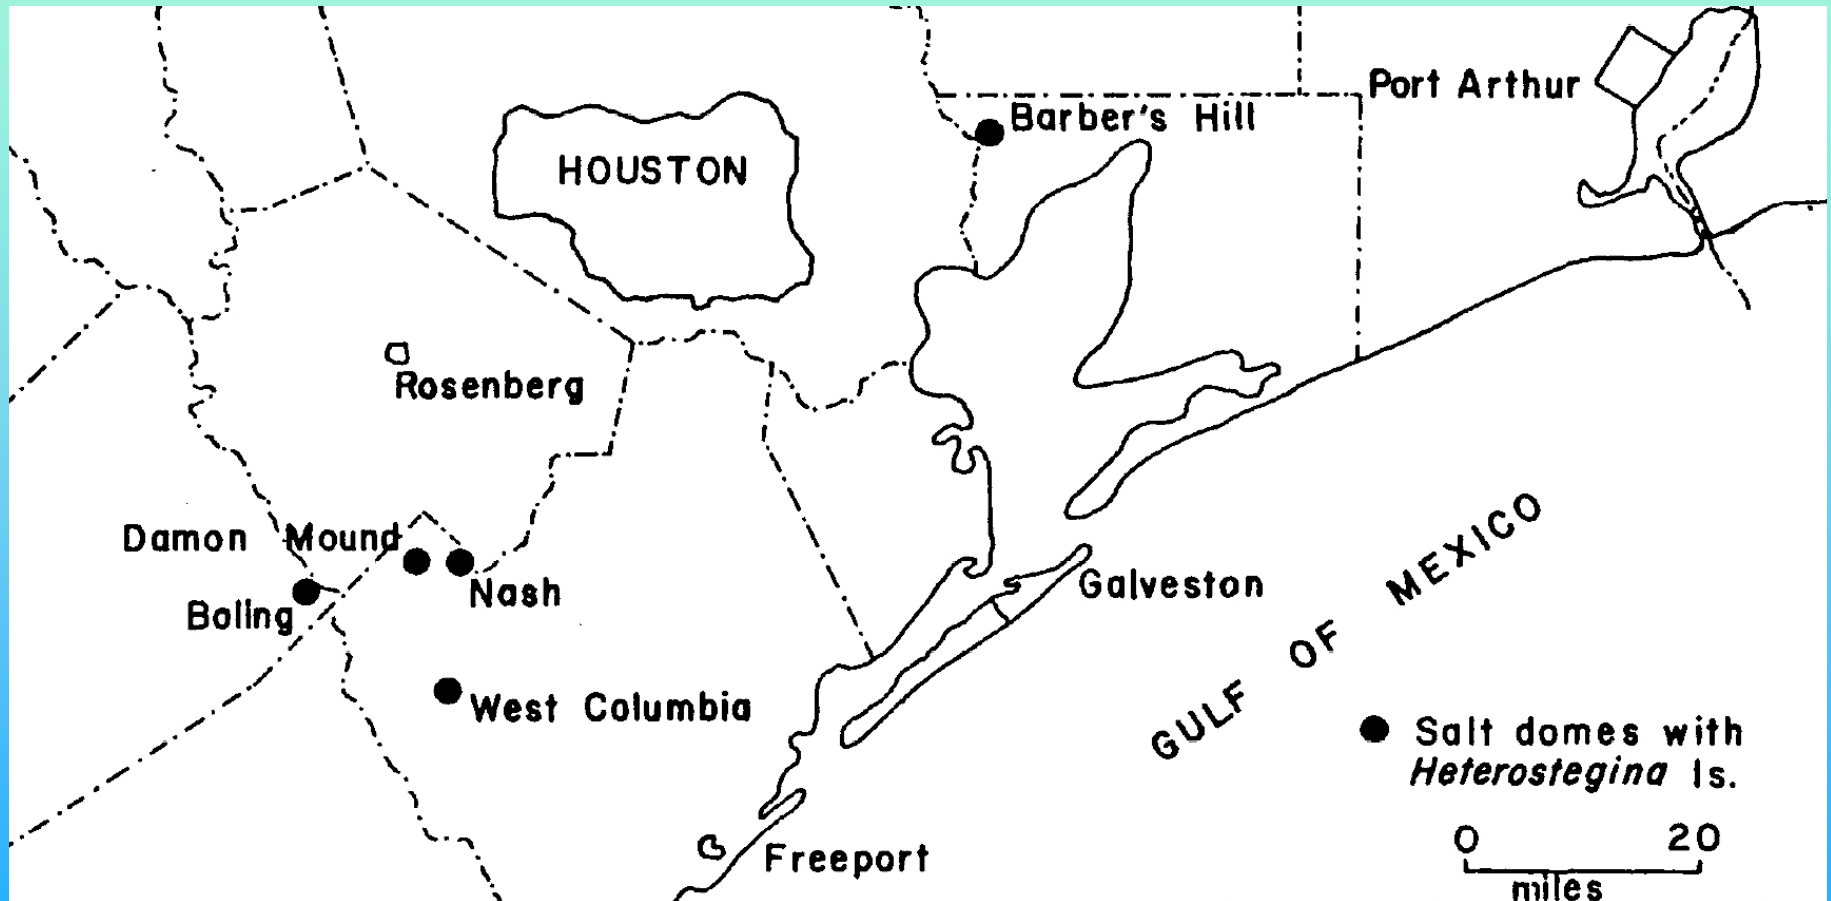 Port Arthur
Barber's Hill
HOUSTON
Rosenberg
Damon Mound
Nash
Boling
Galveston
GULF OF MEXICO
West Columbia
Salt domes with
Heterostegina ls.
0 20
miles
Freeport